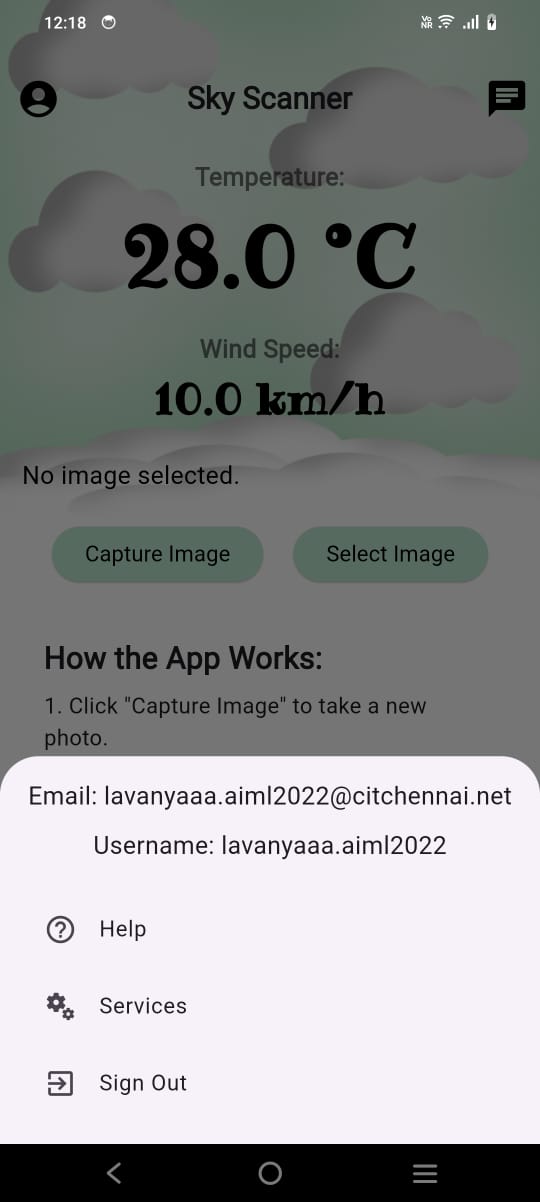 12:18
Vo
NR
Sky Scanner
Temperature:
28.0 °C
Wind Speed:
10.0 km/h
No image selected.
Capture Image
Select Image
How the App Works:
1. Click "Capture Image" to take a new
photo.
Email: lavanyaaa.aiml2022@citchennai.net
Username: lavanyaaa.aiml2022
Help
Services
Sign Out